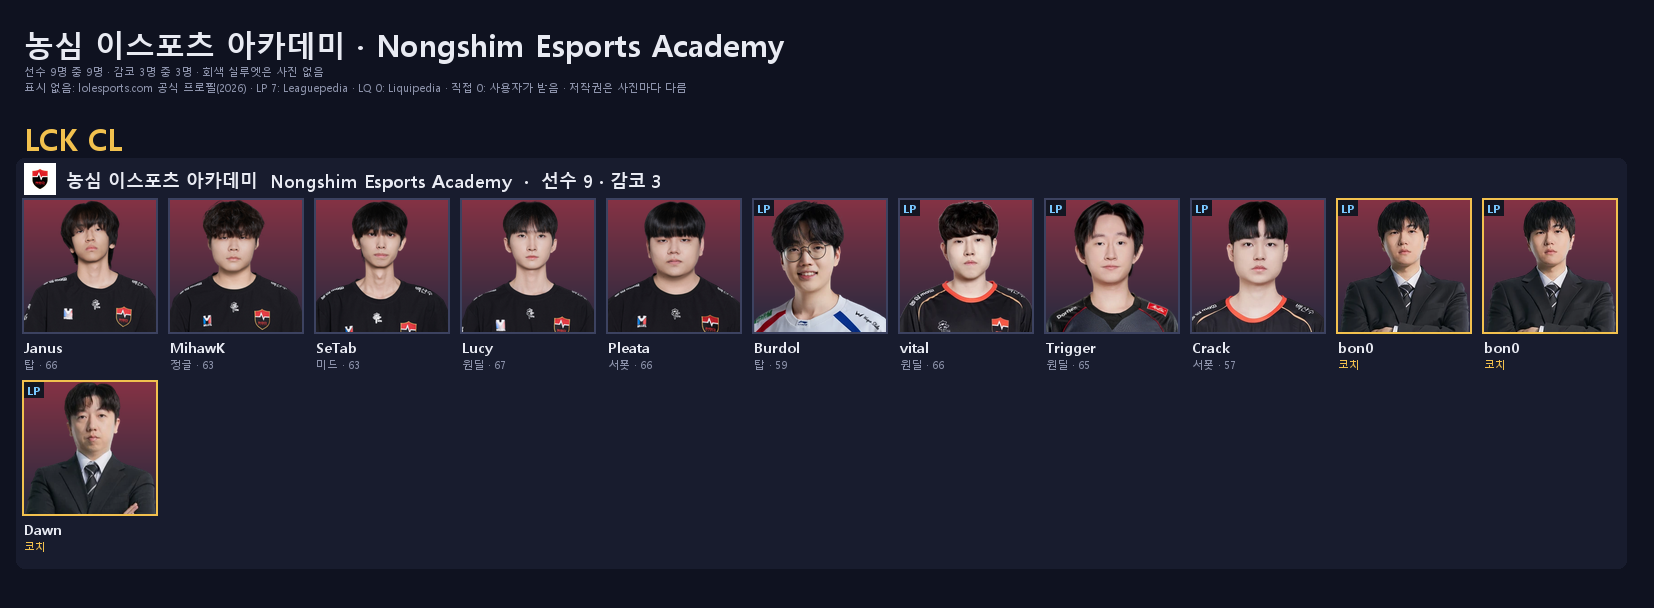 농심 이스포츠 아카데미 · Nongshim Esports Academy
선수 9명 중 9명 · 감코 3명 중 3명 · 회색 실루엣은 사진 없음
표시 없음: lolesports.com 공식 프로필(2026) · LP 7: Leaguepedia · LQ 0: Liquipedia · 직접 0: 사용자가 받음 · 저작권은 사진마다 다름
LCK CL
농심 이스포츠 아카데미 Nongshim Esports Academy · 선수 9 · 감코 3
LP LP LP LP LP LP
Janus MihawK SeTab Lucy Pleata Burdol vital Trigger Crack bon0 bon0
탑 · 66 정글 · 63 미드 · 63 원딜 · 67 서폿 · 66 탑 · 59 원딜 · 66 원딜 · 65 서폿 · 57 코치 코치
LP
Dawn
코치